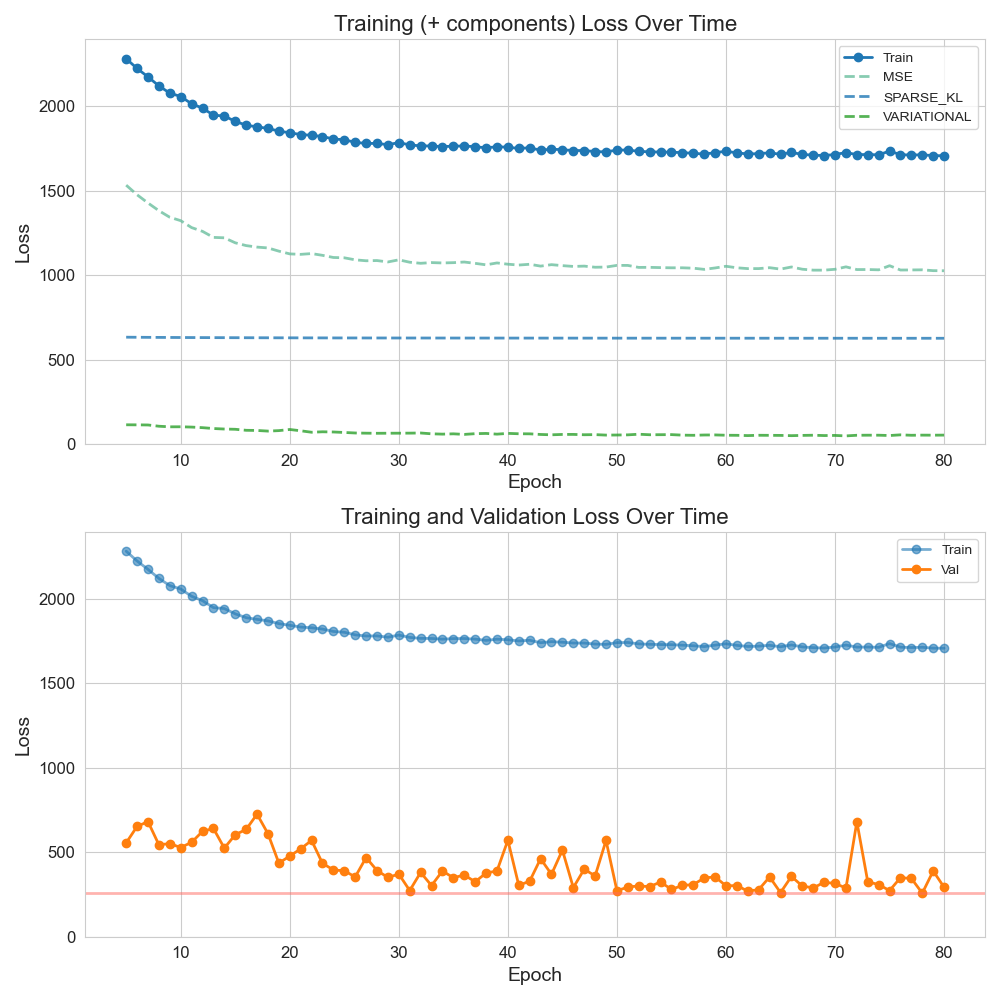 Training (+ components) Loss Over Time
Train
MSE
SPARSE_KL
VARIATIONAL
Loss
2000
1500
1000
500
0
10 20 30 40 50 60 70 80
Epoch
Training and Validation Loss Over Time
Train
Val
Loss
2000
1500
1000
500
0
10 20 30 40 50 60 70 80
Epoch